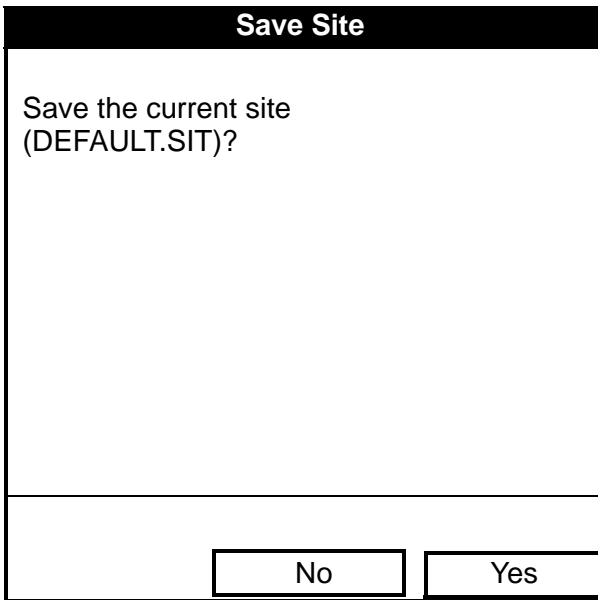 Save Site
Save the current site
(DEFAULT.SIT)?
No
Yes